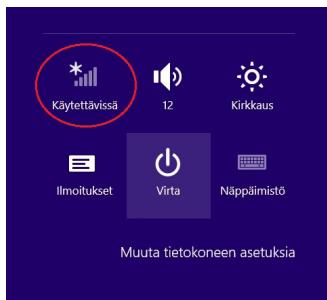 Käytettävissä
12
Kirkkaus
Ilmoitukset
Virta
Näppäimistö
Muuta tietokoneen asetuksia